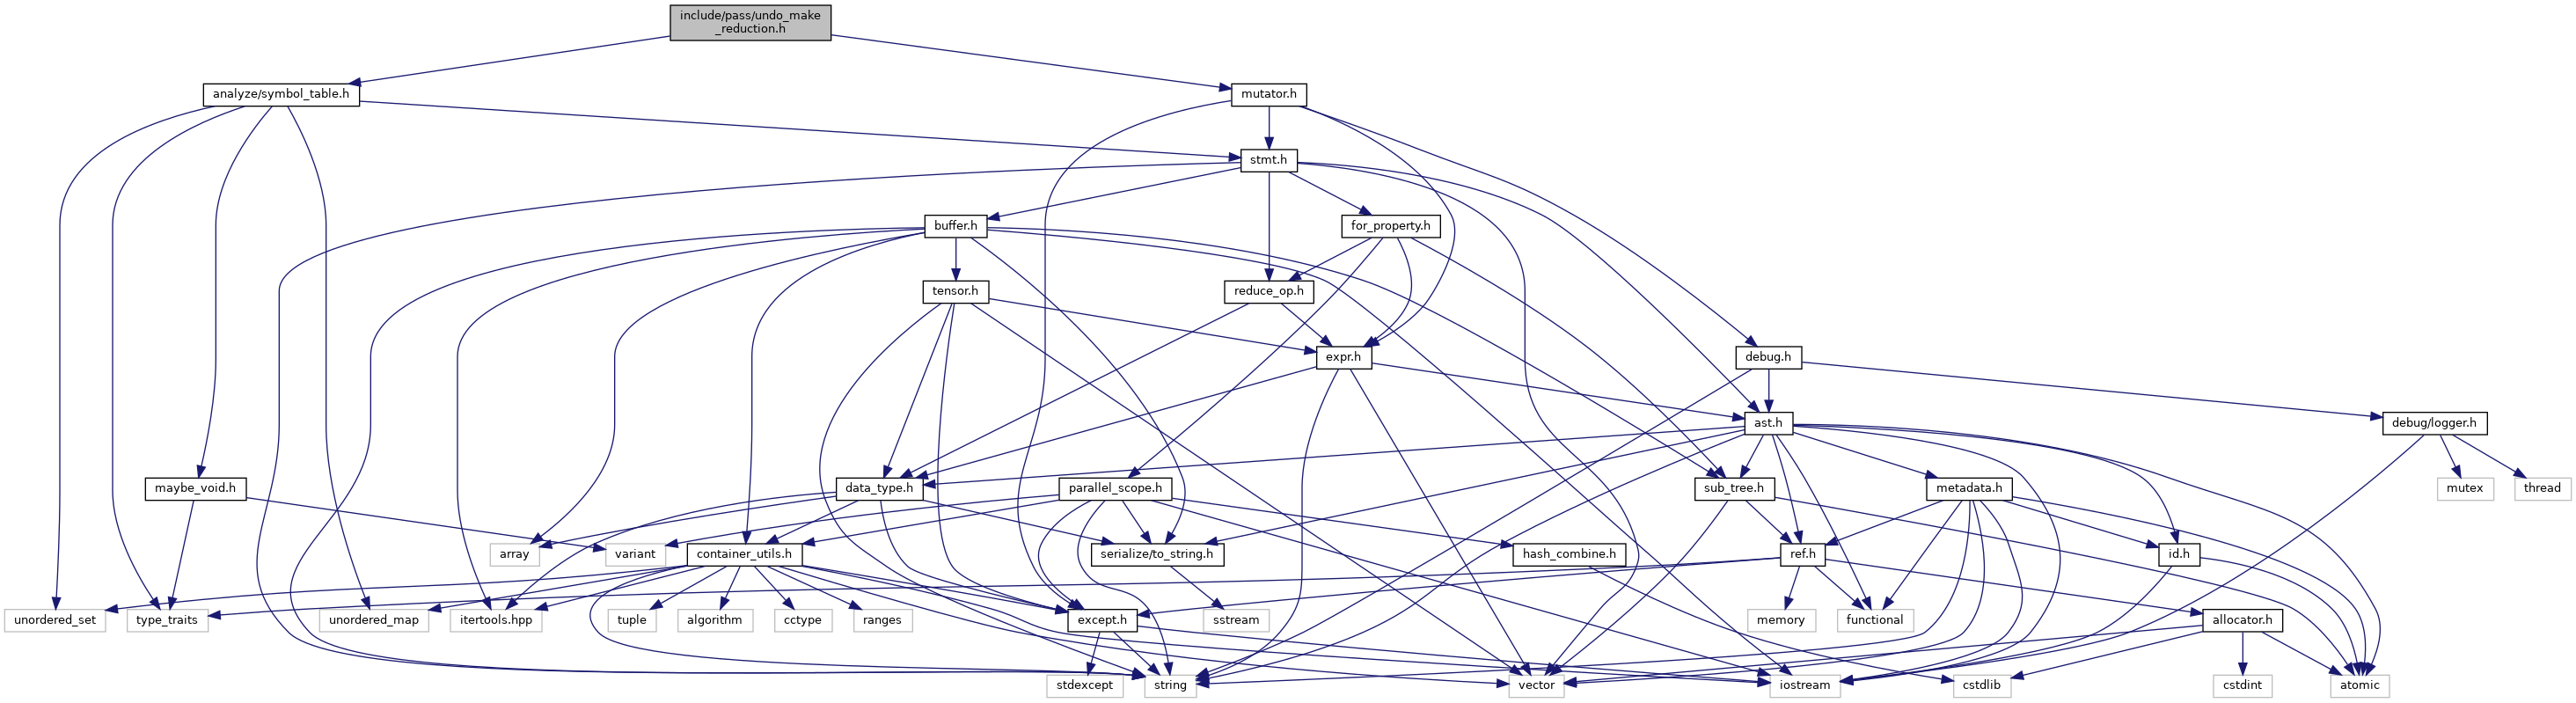 include/pass/undo_make
_reduction.h
analyze/symbol_table.h
mutator.h
stmt.h
buffer.h
for_property.h
tensor.h
reduce_op.h
expr.h
debug.h
ast.h
debug/logger.h
maybe_void.h
data_type.h
parallel_scope.h
sub_tree.h
metadata.h
mutex
thread
array
variant
container_utils.h
serialize/to_string.h
hash_combine.h
ref.h
id.h
unordered_set
type_traits
unordered_map
itertools.hpp
tuple
algorithm
cctype
ranges
except.h
sstream
memory
functional
allocator.h
stdexcept
string
vector
iostream
cstdlib
cstdint
atomic